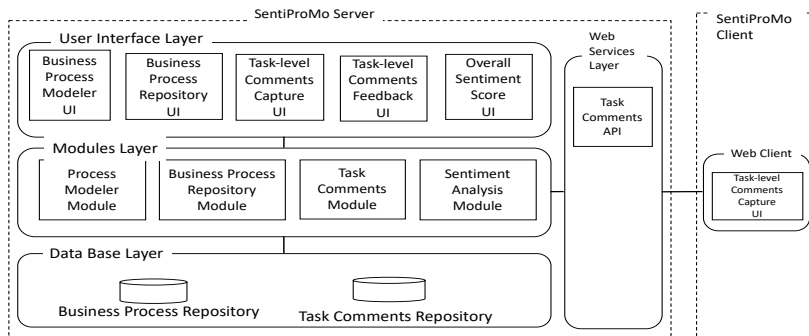 SentiProMo Server
SentiProMo
Client
User Interface Layer
Business
Process
Modeler
UI
Business
Process
Repository
UI
Task-level
Comments
Capture
UI
Task-level
Comments
Feedback
UI
Overall
Sentiment
Score
UI
Web
Services
Layer
Task
Comments
API
Modules Layer
Process
Modeler
Module
Business Process
Repository
Module
Task
Comments
Module
Sentiment
Analysis
Module
Web Client
Task-level
Comments
Capture
UI
Data Base Layer
Business Process Repository
Task Comments Repository